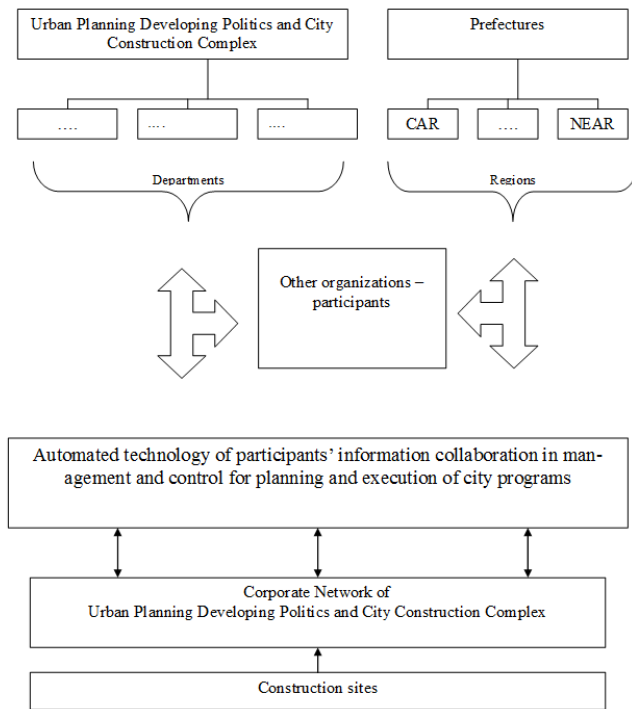 Urban Planning Developing Politics and City
Construction Complex
Prefectures
....
....
....
CAR
....
NEAR
Departments
Regions
Other organizations –
participants
Automated technology of participants’ information collaboration in man-
agement and control for planning and execution of city programs
Corporate Network of
Urban Planning Developing Politics and City Construction Complex
Construction sites